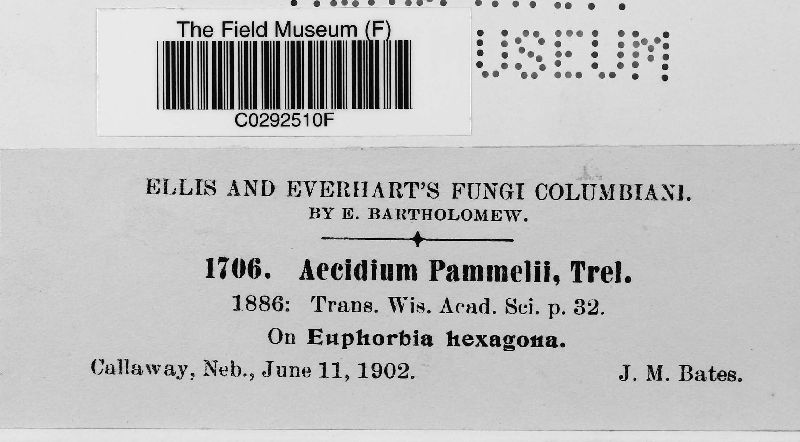 The Field Museum (F)
USEUM
C0292510F
ELLIS AND EVERHART'S FUNGI COLUMBIANI.
BY E. BARTHOLOMEW.
1706. Aecidium Pammelii, Trel.
1886: Trans. Wis. Acad. Sci. p. 32.
On Euphorbia hexagona.
Callaway, Neb., June 11, 1902. J. M. Bates.